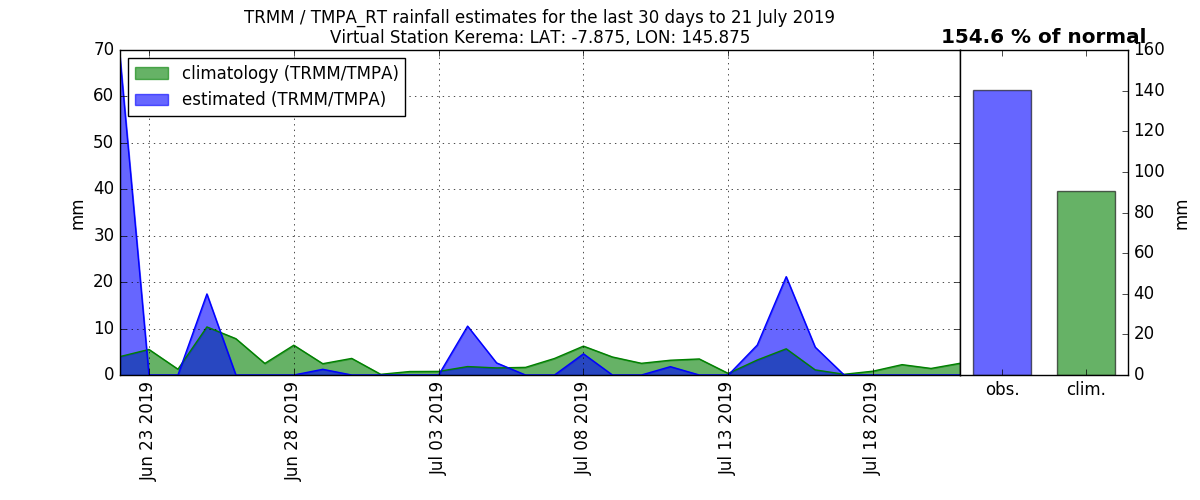 TRMM / TMPA_RT rainfall estimates for the last 30 days to 21 July 2019
Virtual Station Kerema: LAT: -7.875, LON: 145.875
154.6 % of normal
climatology (TRMM/TMPA)
estimated (TRMM/TMPA)
mm
70
60
50
40
30
20
10
0
Jun 23 2019
Jun 28 2019
Jul 03 2019
Jul 08 2019
Jul 13 2019
Jul 18 2019
160
140
120
100
80
60
40
20
0
mm
obs.
clim.